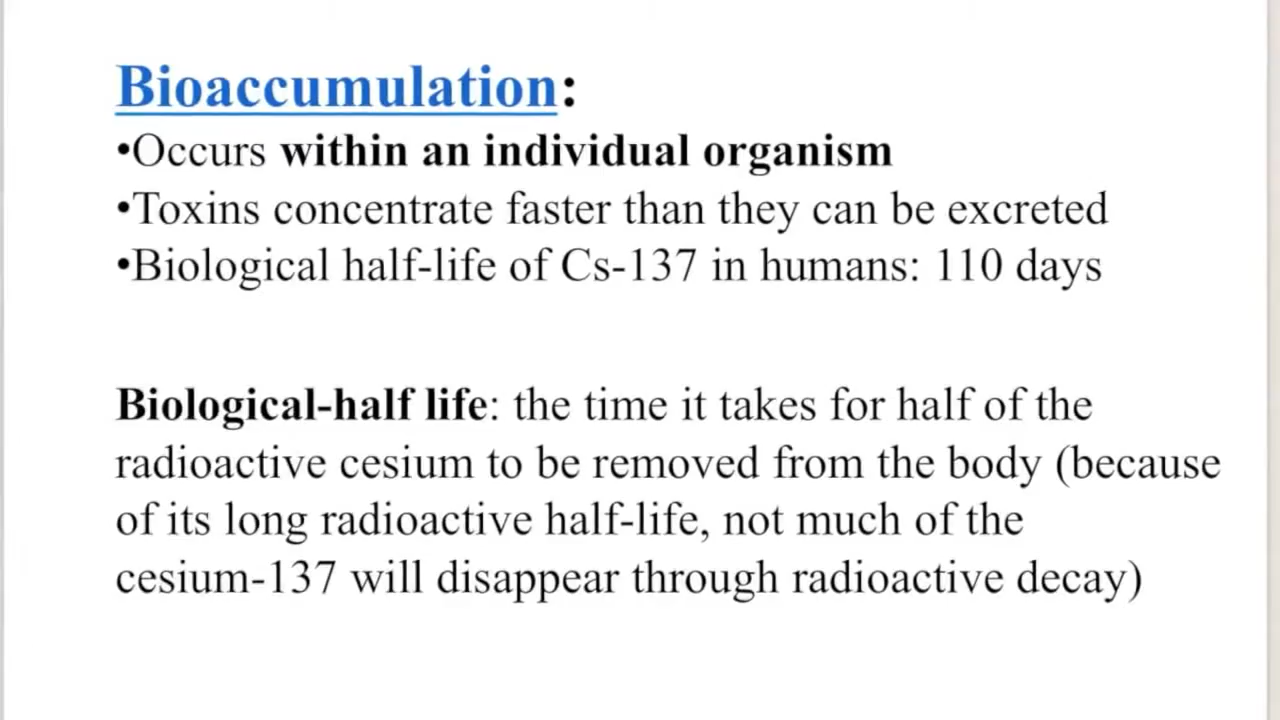 Bioaccumulation:
•Occurs within an individual organism
•Toxins concentrate faster than they can be excreted
•Biological half-life of Cs-137 in humans: 110 days
Biological-half life: the time it takes for half of the
radioactive cesium to be removed from the body (because
of its long radioactive half-life, not much of the
cesium-137 will disappear through radioactive decay)